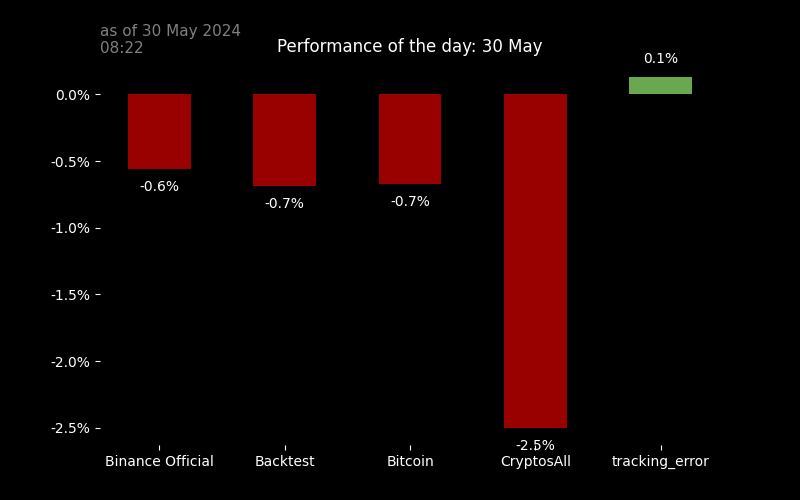 as of 30 May 2024
08:22
Performance of the day: 30 May
0.1%
0.0%
-0.5%
-0.6%
-0.7%
-0.7%
-1.0%
-1.5%
-2.0%
-2.5%
-2.5%
Binance Official
Backtest
Bitcoin
CryptosAll
tracking_error